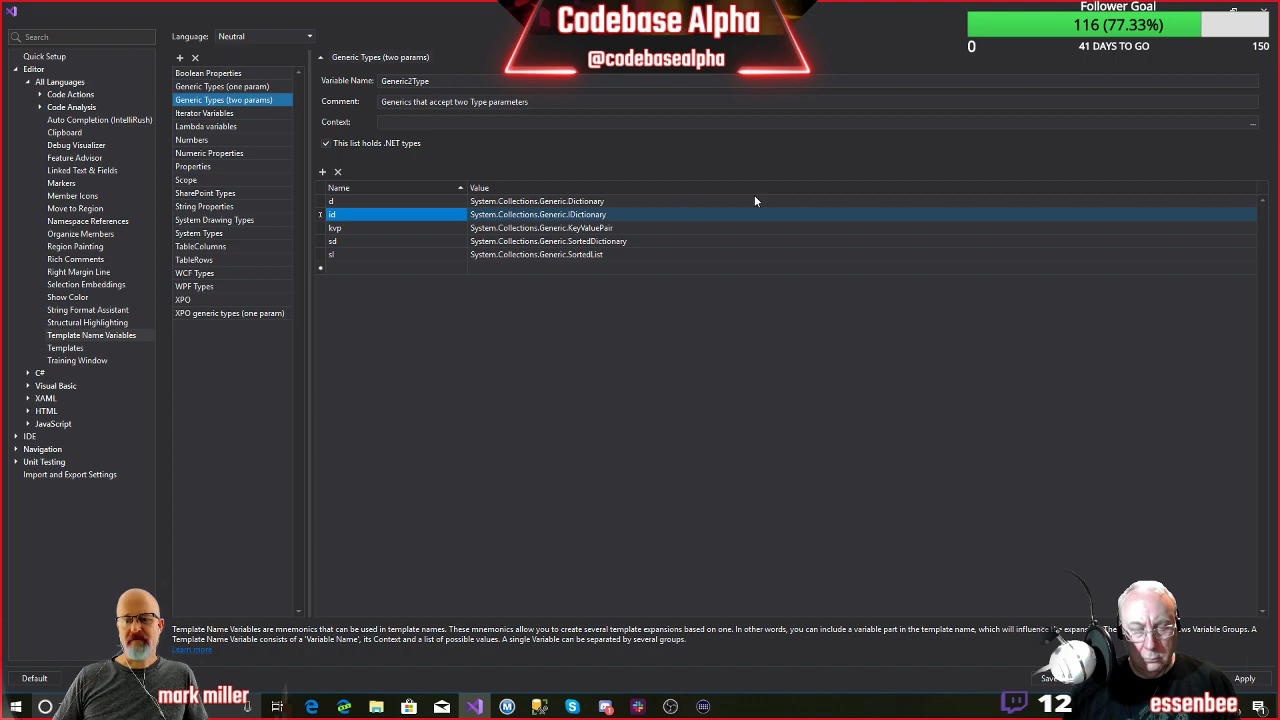 Codebase Alpha
@codebasealpha
Follower Goal
116 (77.33%)
0
41 DAYS TO GO
150
Search
Language:
Neutral
Quick Setup
Editor
All Languages
Code Actions
Code Analysis
Auto Completion (IntelliRush)
Clipboard
Debug Visualizer
Feature Advisor
Linked Text & Fields
Markers
Member Icons
Move to Region
Namespace References
Organize Members
Region Painting
Rich Comments
Right Margin Line
Selection Embeddings
Show Color
String Format Assistant
Structural Highlighting
Template Name Variables
Templates
Training Window
C#
Visual Basic
XAML
HTML
JavaScript
IDE
Navigation
Unit Testing
Import and Export Settings
Default
Boolean Properties
Generic Types (one param)
Generic Types (two params)
Iterator Variables
Lambda variables
Numbers
Numeric Properties
Properties
Scope
SharePoint Types
String Properties
System Drawing Types
System Types
TableColumns
TableRows
WCF Types
WPF Types
XPO
XPO generic types (one param)
Generic Types (two params)
Variable Name:
Generic2Type
Comment:
Generics that accept two Type parameters
Context:
...
This list holds .NET types
Name Value
d System.Collections.Generic.Dictionary
id System.Collections.Generic.IDictionary
kvp System.Collections.Generic.KeyValuePair
sd System.Collections.Generic.SortedDictionary
sl System.Collections.Generic.SortedList
Template Name Variables are mnemonics that can be used in template names. These mnemonics allow you to create several template expansions based on one. In other words, you can include a variable part in the template name, which will influence the Variable Groups. A
Template Name Variable consists of a 'Variable Name', its Context and a list of possible values. A single Variable can be separated by several groups.
Learn more
Apply
mark miller
12
essenbee